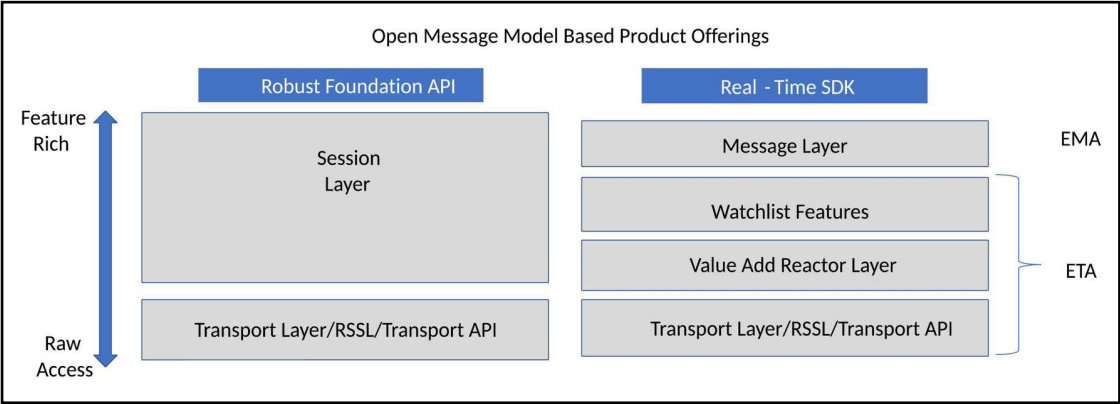 Open Message Model Based Product Offerings
Robust Foundation API
Real - Time SDK
Feature
Rich
Session
Layer
Message Layer
EMA
Watchlist Features
Value Add Reactor Layer
ETA
Transport Layer/RSSL/Transport API
Transport Layer/RSSL/Transport API
Raw
Access